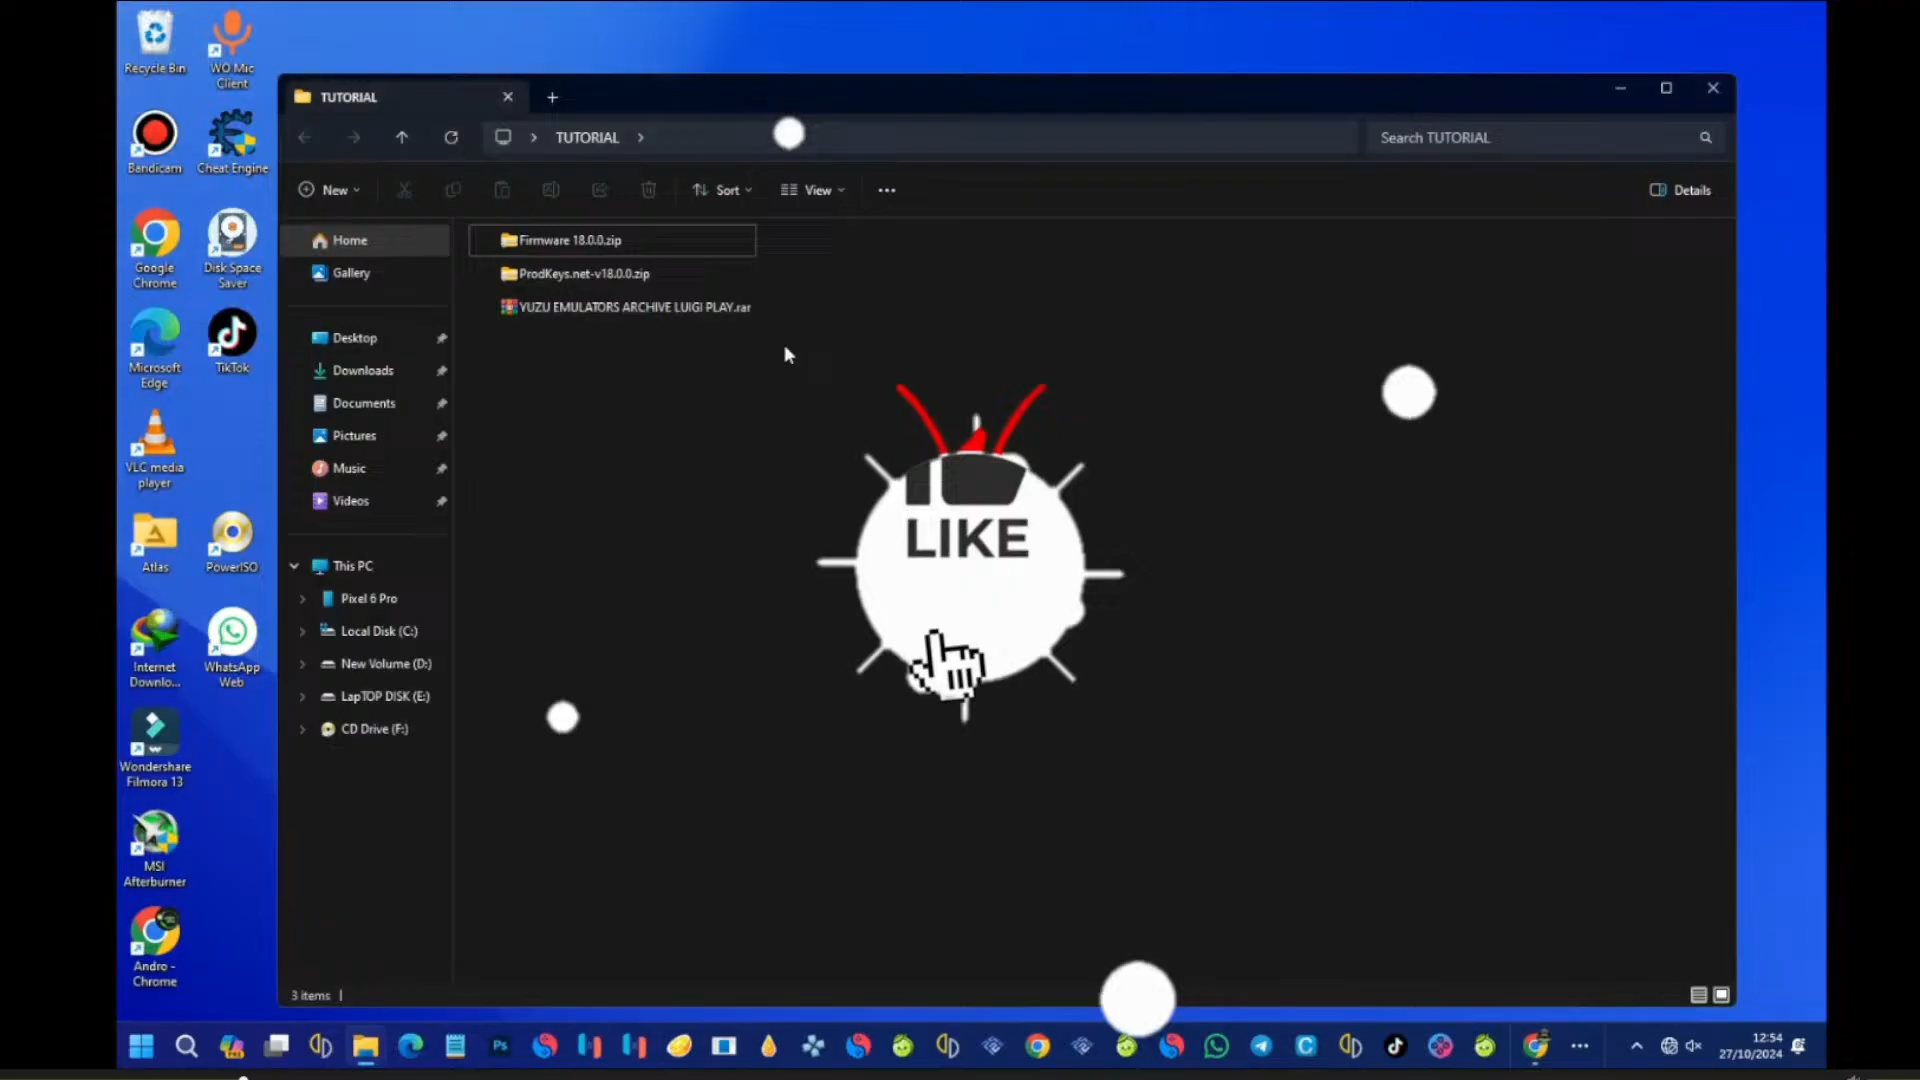 Recycle Bin
WO Mic
Client
Bandicam
Cheat Engine
Google
Chrome
Disk Space
Saver
Microsoft
Edge
TikTok
VLC media
player
Atlas
PowerISO
Internet
Downlo...
WhatsApp
Web
Wondershare
Filmora 13
MSI
Afterburner
Andro -
Chrome
TUTORIAL
TUTORIAL
Search TUTORIAL
New
Sort
View
Details
Home
Gallery
Desktop
Downloads
Documents
Pictures
Music
Videos
This PC
Pixel 6 Pro
Local Disk (C:)
New Volume (D:)
LapTOP DISK (E:)
CD Drive (F:)
Firmware 18.0.0.zip
ProdKeys.net-v18.0.0.zip
YUZU EMULATORS ARCHIVE LUIGI PLAY.rar
LIKE
3 items
Ps
12:54
27/10/2024